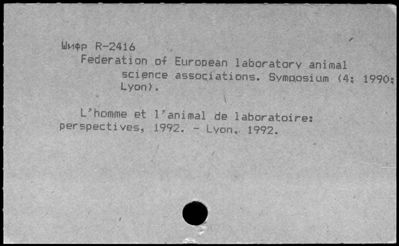 Шифр R-2416
Federation of European laboratory animal
science associations. Symposium (4; 1990;
Lyon).
L'homme et l'animal de laboratoire:
perspectives, 1992. - Lyon, 1992.